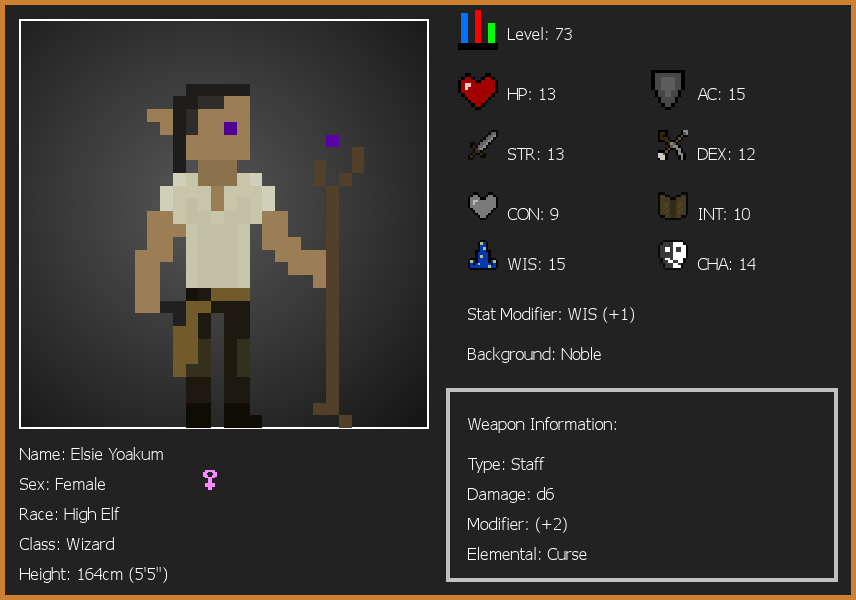 Level: 73
HP: 13
AC: 15
STR: 13
DEX: 12
CON: 9
INT: 10
WIS: 15
CHA: 14
Stat Modifier: WIS (+1)
Background: Noble
Weapon Information:
Type: Staff
Damage: d6
Modifier: (+2)
Elemental: Curse
Name: Elsie Yoakum
Sex: Female
Race: High Elf
Class: Wizard
Height: 164cm (5'5")